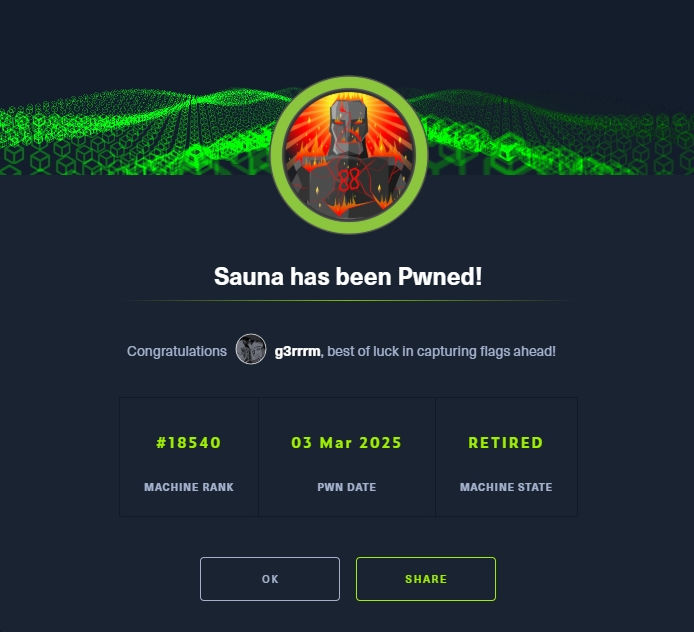 Sauna has been Pwned!
Congratulations g3rrrm, best of luck in capturing flags ahead!
#18540 03 Mar 2025 RETIRED
MACHINE RANK PWN DATE MACHINE STATE
OK SHARE